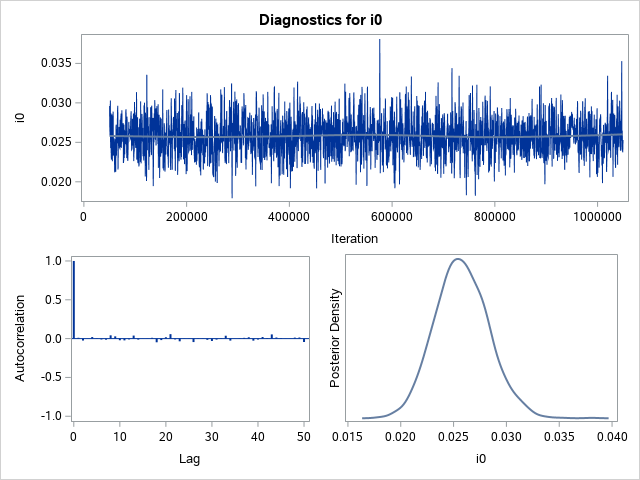 Diagnostics for i0
i0
0.035
0.030
0.025
0.020
0 200000 400000 600000 800000 1000000
Iteration
Autocorrelation
1.0
0.5
0.0
-0.5
-1.0
0 10 20 30 40 50
Lag
Posterior Density
0.015 0.020 0.025 0.030 0.035 0.040
i0